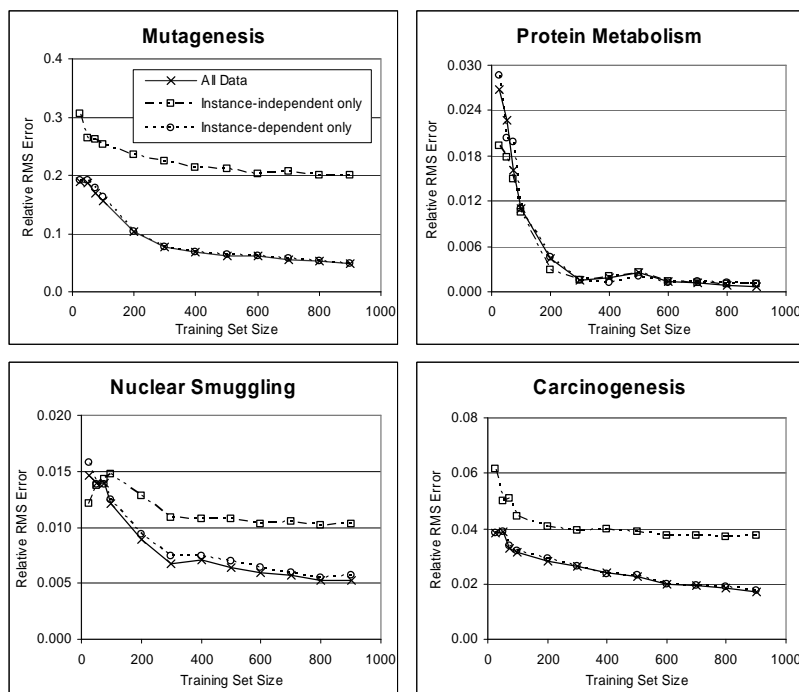 Mutagenesis
Relative RMS Error
0.4
0.3
0.2
0.1
0.0
All Data
Instance-independent only
Instance-dependent only
0 200 400 600 800 1000
Training Set Size
Protein Metabolism
Relative RMS Error
0.030
0.024
0.018
0.012
0.006
0.000
0 200 400 600 800 1000
Training Set Size
Nuclear Smuggling
Relative RMS Error
0.020
0.015
0.010
0.005
0.000
0 200 400 600 800 1000
Training Set Size
Carcinogenesis
Relative RMS Error
0.08
0.06
0.04
0.02
0.00
0 200 400 600 800 1000
Training Set Size